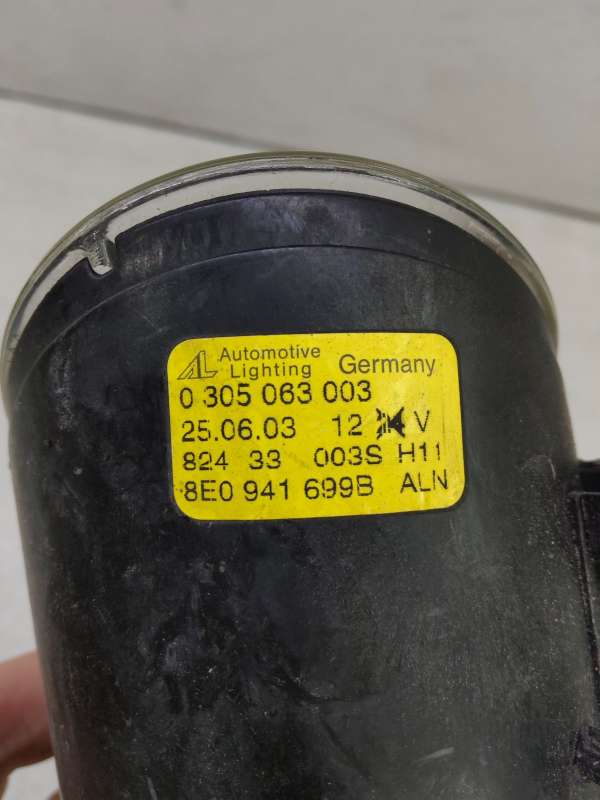 AL Automotive Lighting Germany
0 305 063 003
25.06.03 12 V
824 33 003S H11
8E0 941 699B ALN